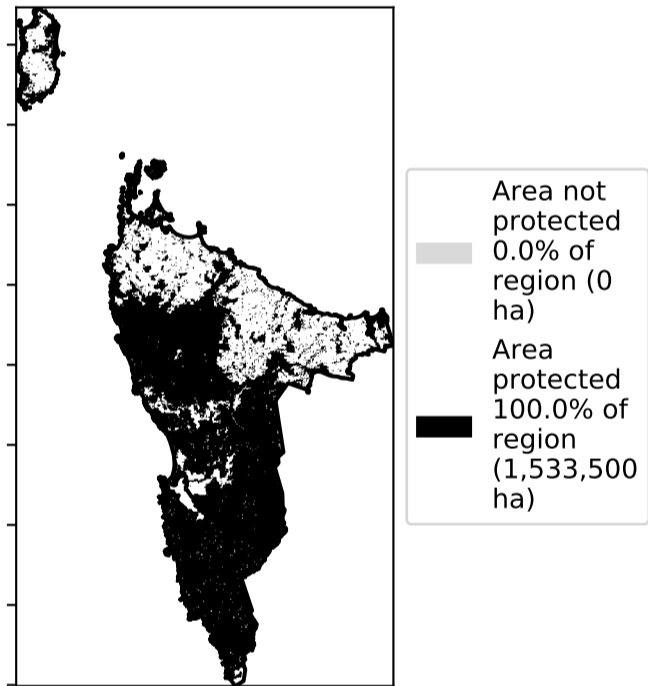 Area not
protected
0.0% of
region (0
ha)
Area
protected
100.0% of
region
(1,533,500
ha)